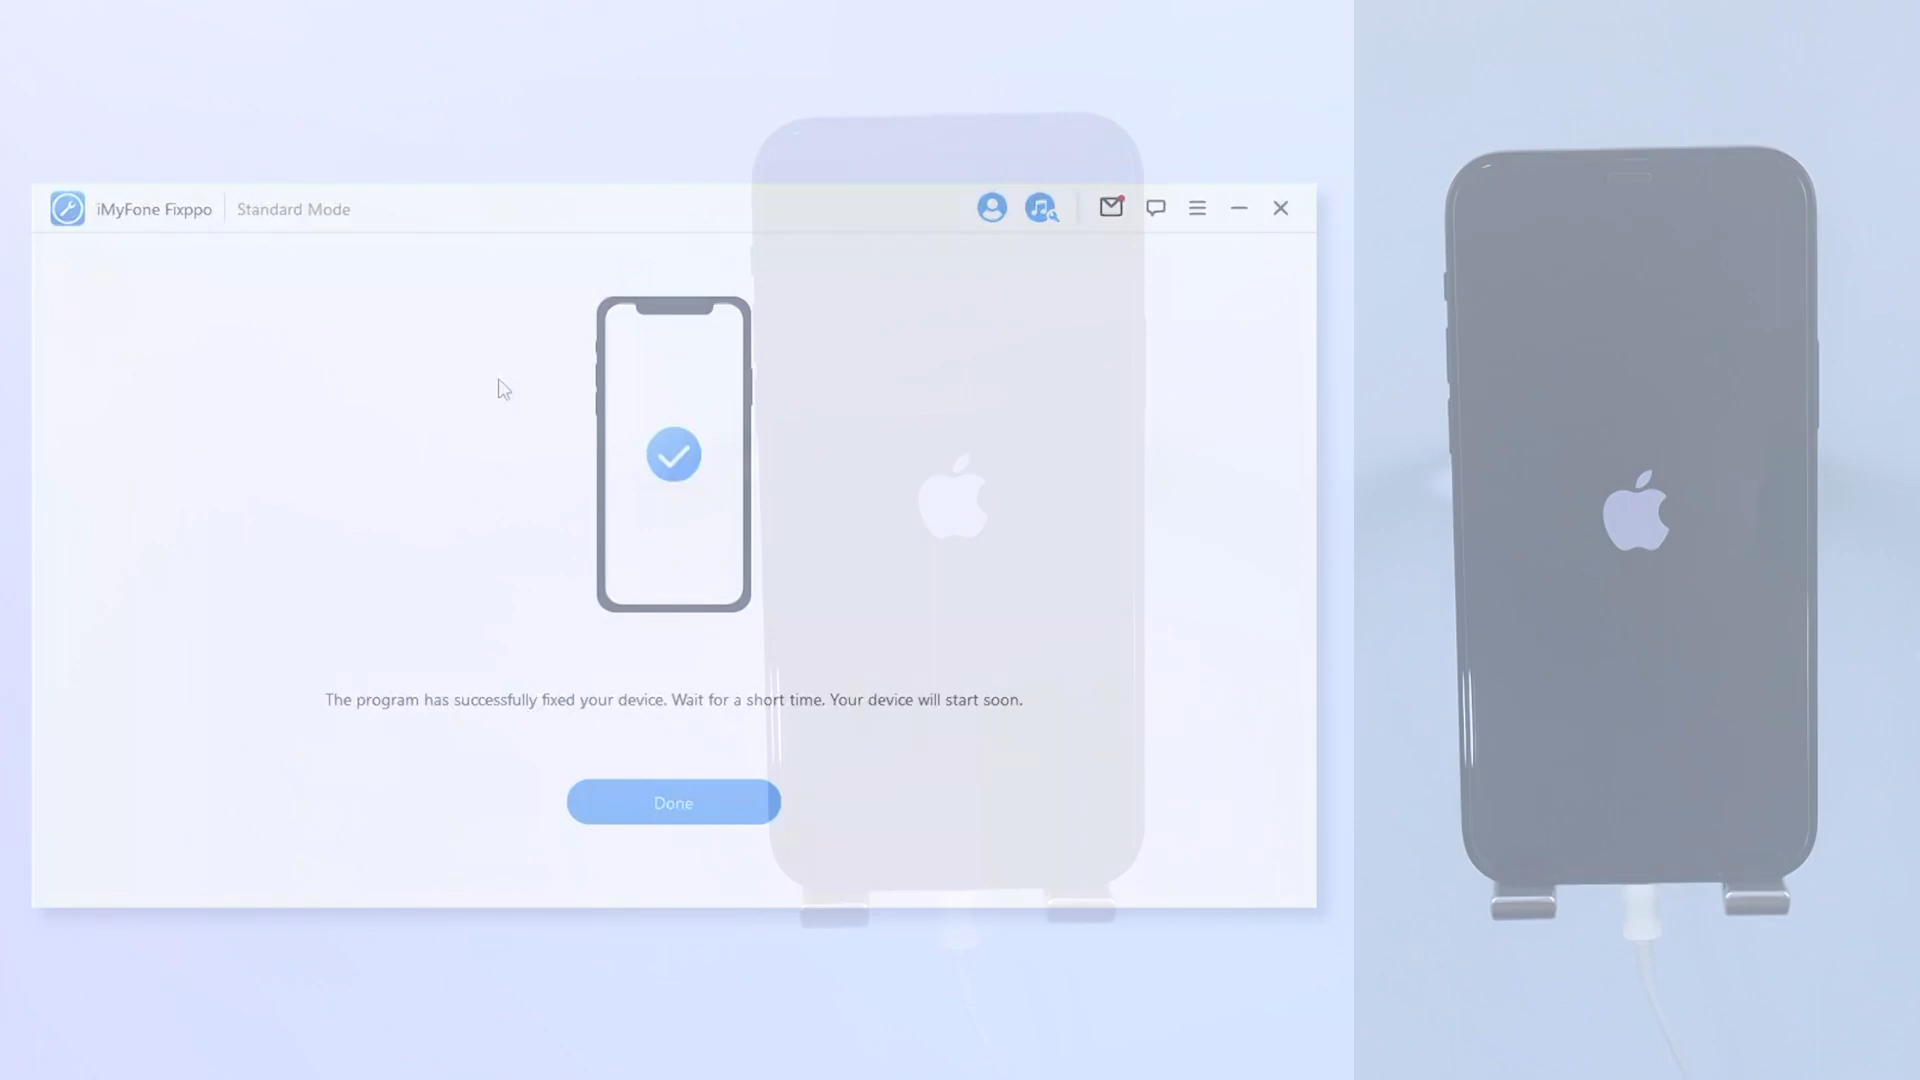 iMyFone Fixppo
Standard Mode
The program has successfully fixed your device. Wait for a short time. Your device will start soon.
Done